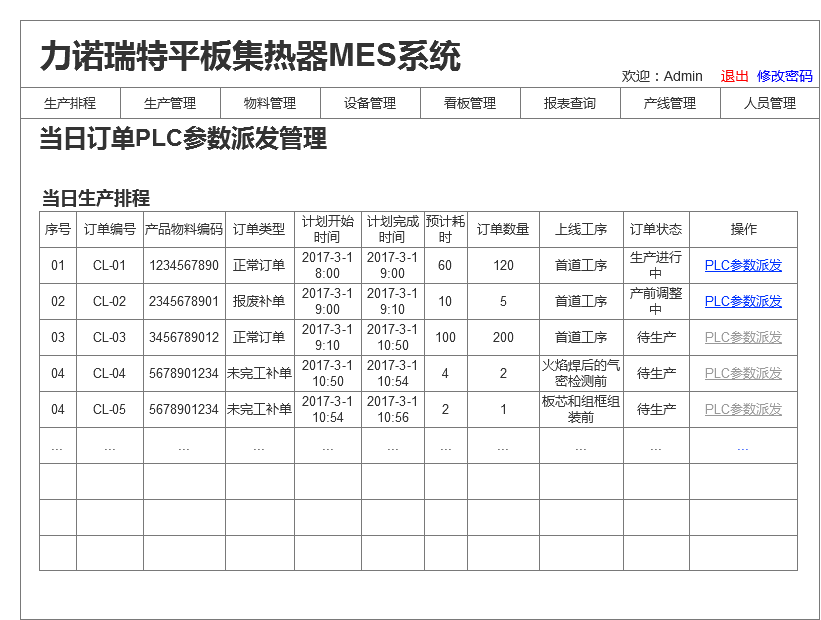 力诺瑞特平板集热器MES系统
欢迎：Admin 退出 修改密码
生产排程 生产管理 物料管理 设备管理 看板管理 报表查询 产线管理 人员管理
当日订单PLC参数派发管理
当日生产排程
序号 订单编号 产品物料编码 订单类型 计划开始时间 计划完成时间 预计耗时 订单数量 上线工序 订单状态 操作
01 CL-01 1234567890 正常订单 2017-3-1 8:00 2017-3-1 9:00 60 120 首道工序 生产进行中 PLC参数派发
02 CL-02 2345678901 报废补单 2017-3-1 9:00 2017-3-1 9:10 10 5 首道工序 产前调整中 PLC参数派发
03 CL-03 3456789012 正常订单 2017-3-1 9:10 2017-3-1 10:50 100 200 首道工序 待生产 PLC参数派发
04 CL-04 5678901234 未完工补单 2017-3-1 10:50 2017-3-1 10:54 4 2 火焰焊后的气密检测前 待生产 PLC参数派发
04 CL-05 5678901234 未完工补单 2017-3-1 10:54 2017-3-1 10:56 2 1 板芯和组框组装前 待生产 PLC参数派发
... ... ... ... ... ... ... ... ... ... ...